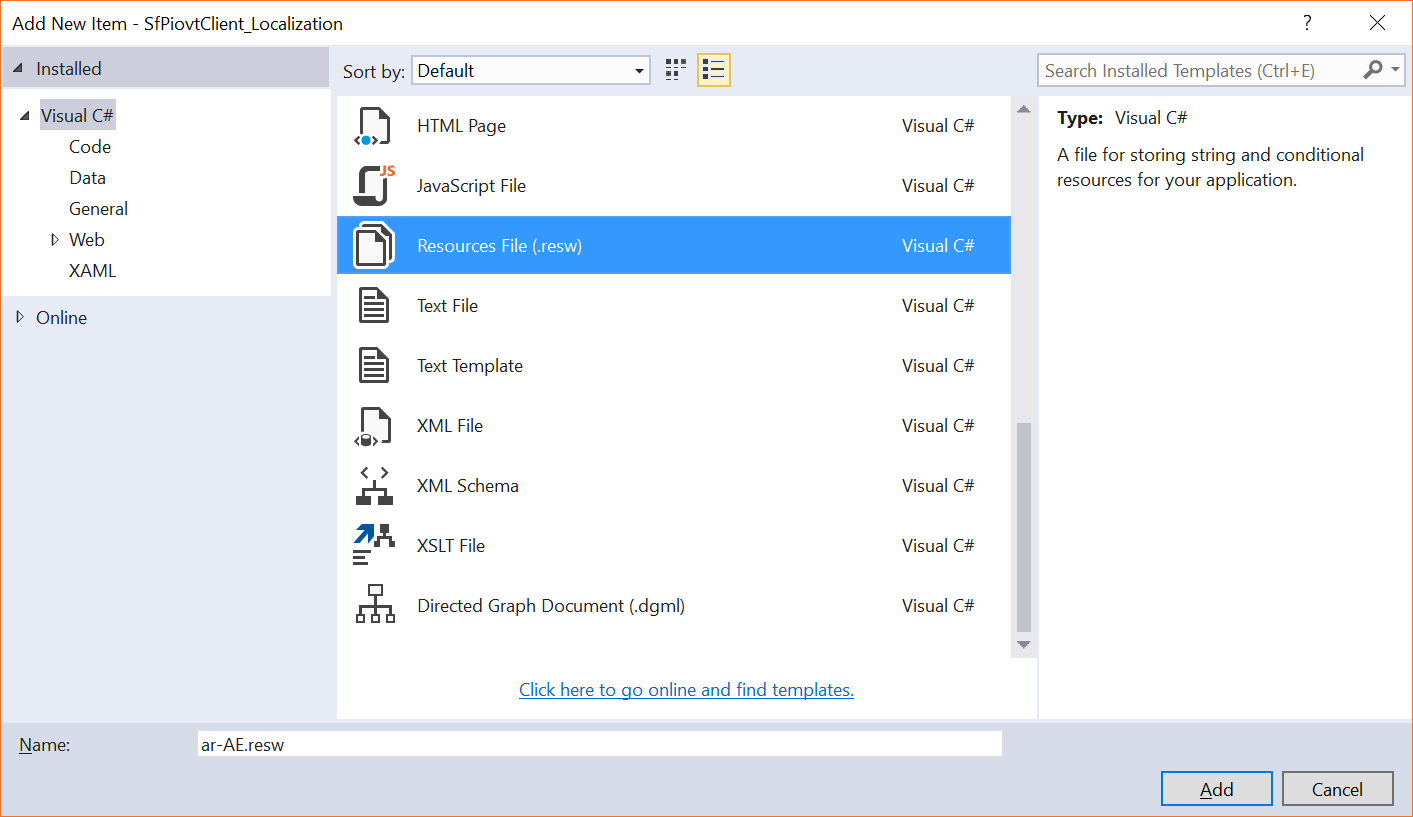 Add New Item - SfPiovtClient_Localization
?
Installed
Sort by: Default
Search Installed Templates (Ctrl+E)
Visual C#
Code
Data
General
Web
XAML
Online
HTML Page Visual C#
JS
JavaScript File Visual C#
Resources File (.resw) Visual C#
Text File Visual C#
Text Template Visual C#
XML File Visual C#
XML Schema Visual C#
XSLT File Visual C#
Directed Graph Document (.dgml) Visual C#
Click here to go online and find templates.
Type: Visual C#
A file for storing string and conditional
resources for your application.
Name: ar-AE.resw
Add Cancel